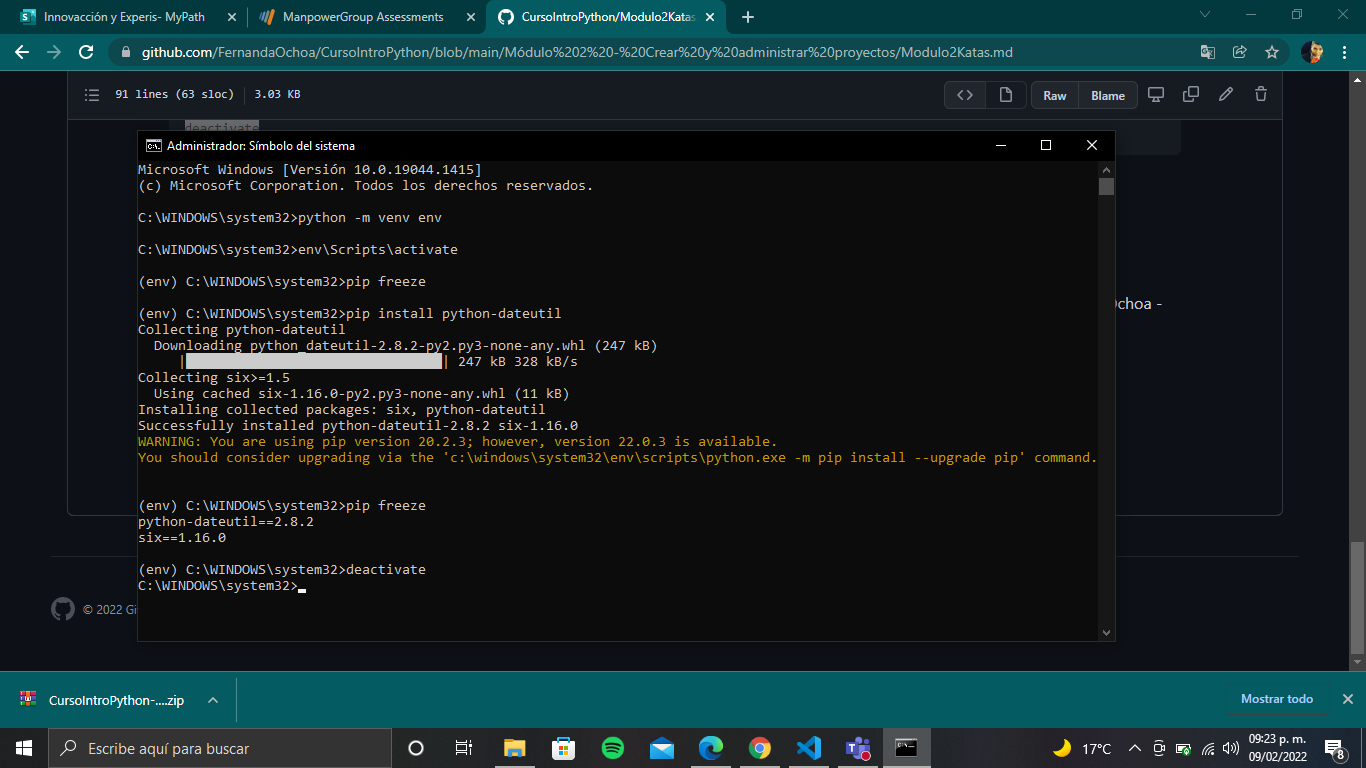 Innovacción y Experis- MyPath
ManpowerGroup Assessments
CursoIntroPython/Modulo2Katas
github.com/FernandaOchoa/CursoIntroPython/blob/main/Módulo%202%20-%20Crear%20y%20administrar%20proyectos/Modulo2Katas.md
91 lines (63 sloc) 3.03 KB
Raw Blame
deactivate
Administrador: Símbolo del sistema
Microsoft Windows [Versión 10.0.19044.1415]
(c) Microsoft Corporation. Todos los derechos reservados.
C:\WINDOWS\system32>python -m venv env
C:\WINDOWS\system32>env\Scripts\activate
(env) C:\WINDOWS\system32>pip freeze
(env) C:\WINDOWS\system32>pip install python-dateutil
Collecting python-dateutil
Downloading python_dateutil-2.8.2-py2.py3-none-any.whl (247 kB)
| | 247 kB 328 kB/s
Collecting six>=1.5
Using cached six-1.16.0-py2.py3-none-any.whl (11 kB)
Installing collected packages: six, python-dateutil
Successfully installed python-dateutil-2.8.2 six-1.16.0
WARNING: You are using pip version 20.2.3; however, version 22.0.3 is available.
You should consider upgrading via the 'c:\windows\system32\env\scripts\python.exe -m pip install --upgrade pip' command.
(env) C:\WINDOWS\system32>pip freeze
python-dateutil==2.8.2
six==1.16.0
(env) C:\WINDOWS\system32>deactivate
C:\WINDOWS\system32>
choa -
© 2022 Gi
CursoIntroPython-....zip
Mostrar todo
Escribe aquí para buscar
17°C
09:23 p. m.
09/02/2022
8